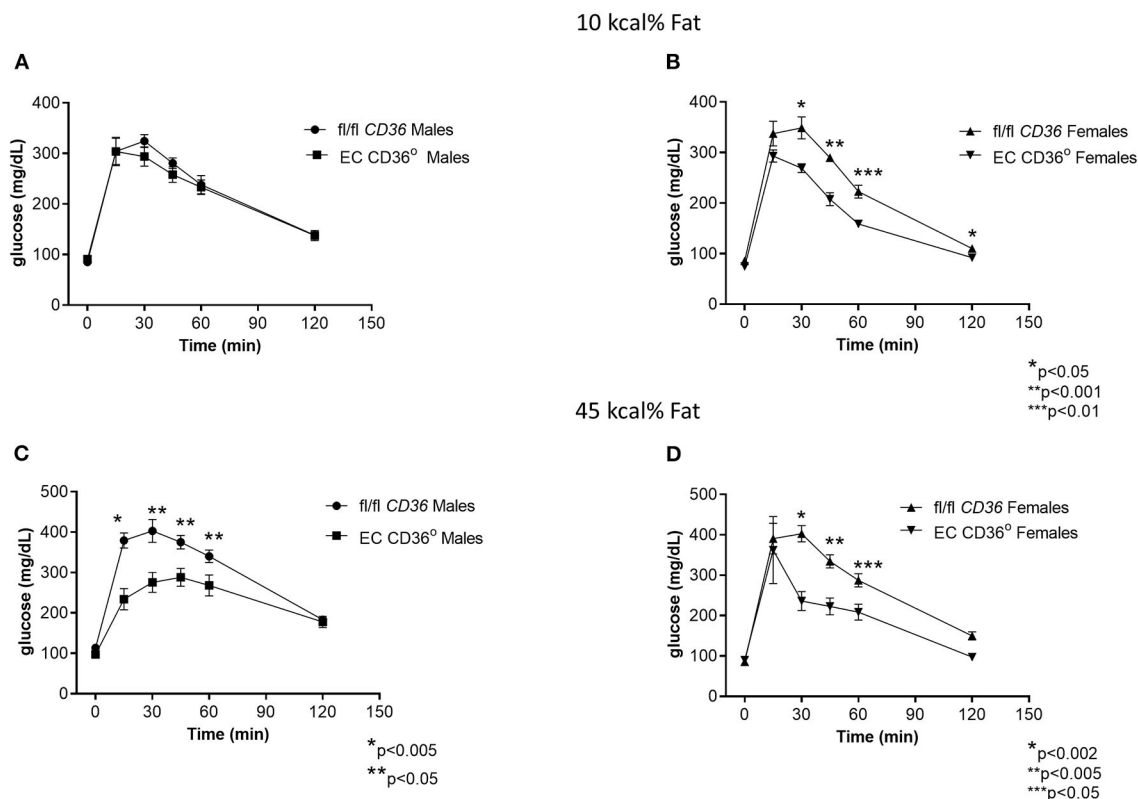 10 kcal% Fat
A
400
300
200
100
0
glucose (mg/dL)
0 30 60 90 120 150
Time (min)
fl/fl CD36 Males
EC CD36⁰ Males
B
400
300
200
100
0
glucose (mg/dL)
* ** *** *
0 30 60 90 120 150
Time (min)
fl/fl CD36 Females
EC CD36⁰ Females
*p<0.05
**p<0.001
***p<0.01
45 kcal% Fat
C
500
400
300
200
100
0
glucose (mg/dL)
* ** ** **
0 30 60 90 120 150
Time (min)
fl/fl CD36 Males
EC CD36⁰ Males
*p<0.005
**p<0.05
D
500
400
300
200
100
0
glucose (mg/dL)
* ** ***
0 30 60 90 120 150
Time (min)
fl/fl CD36 Females
EC CD36⁰ Females
*p<0.002
**p<0.005
***p<0.05